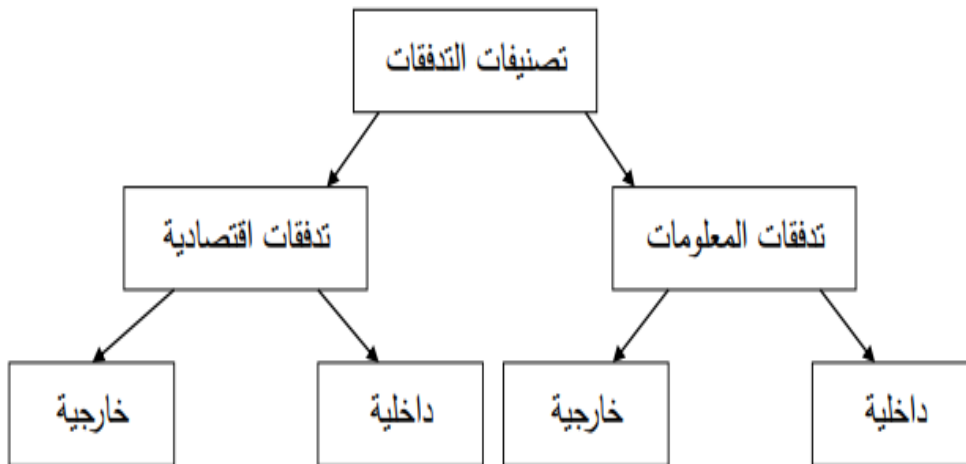 تصنيفات التدفقات
تدفقات المعلومات
تدفقات اقتصادية
داخلية
خارجية
داخلية
خارجية